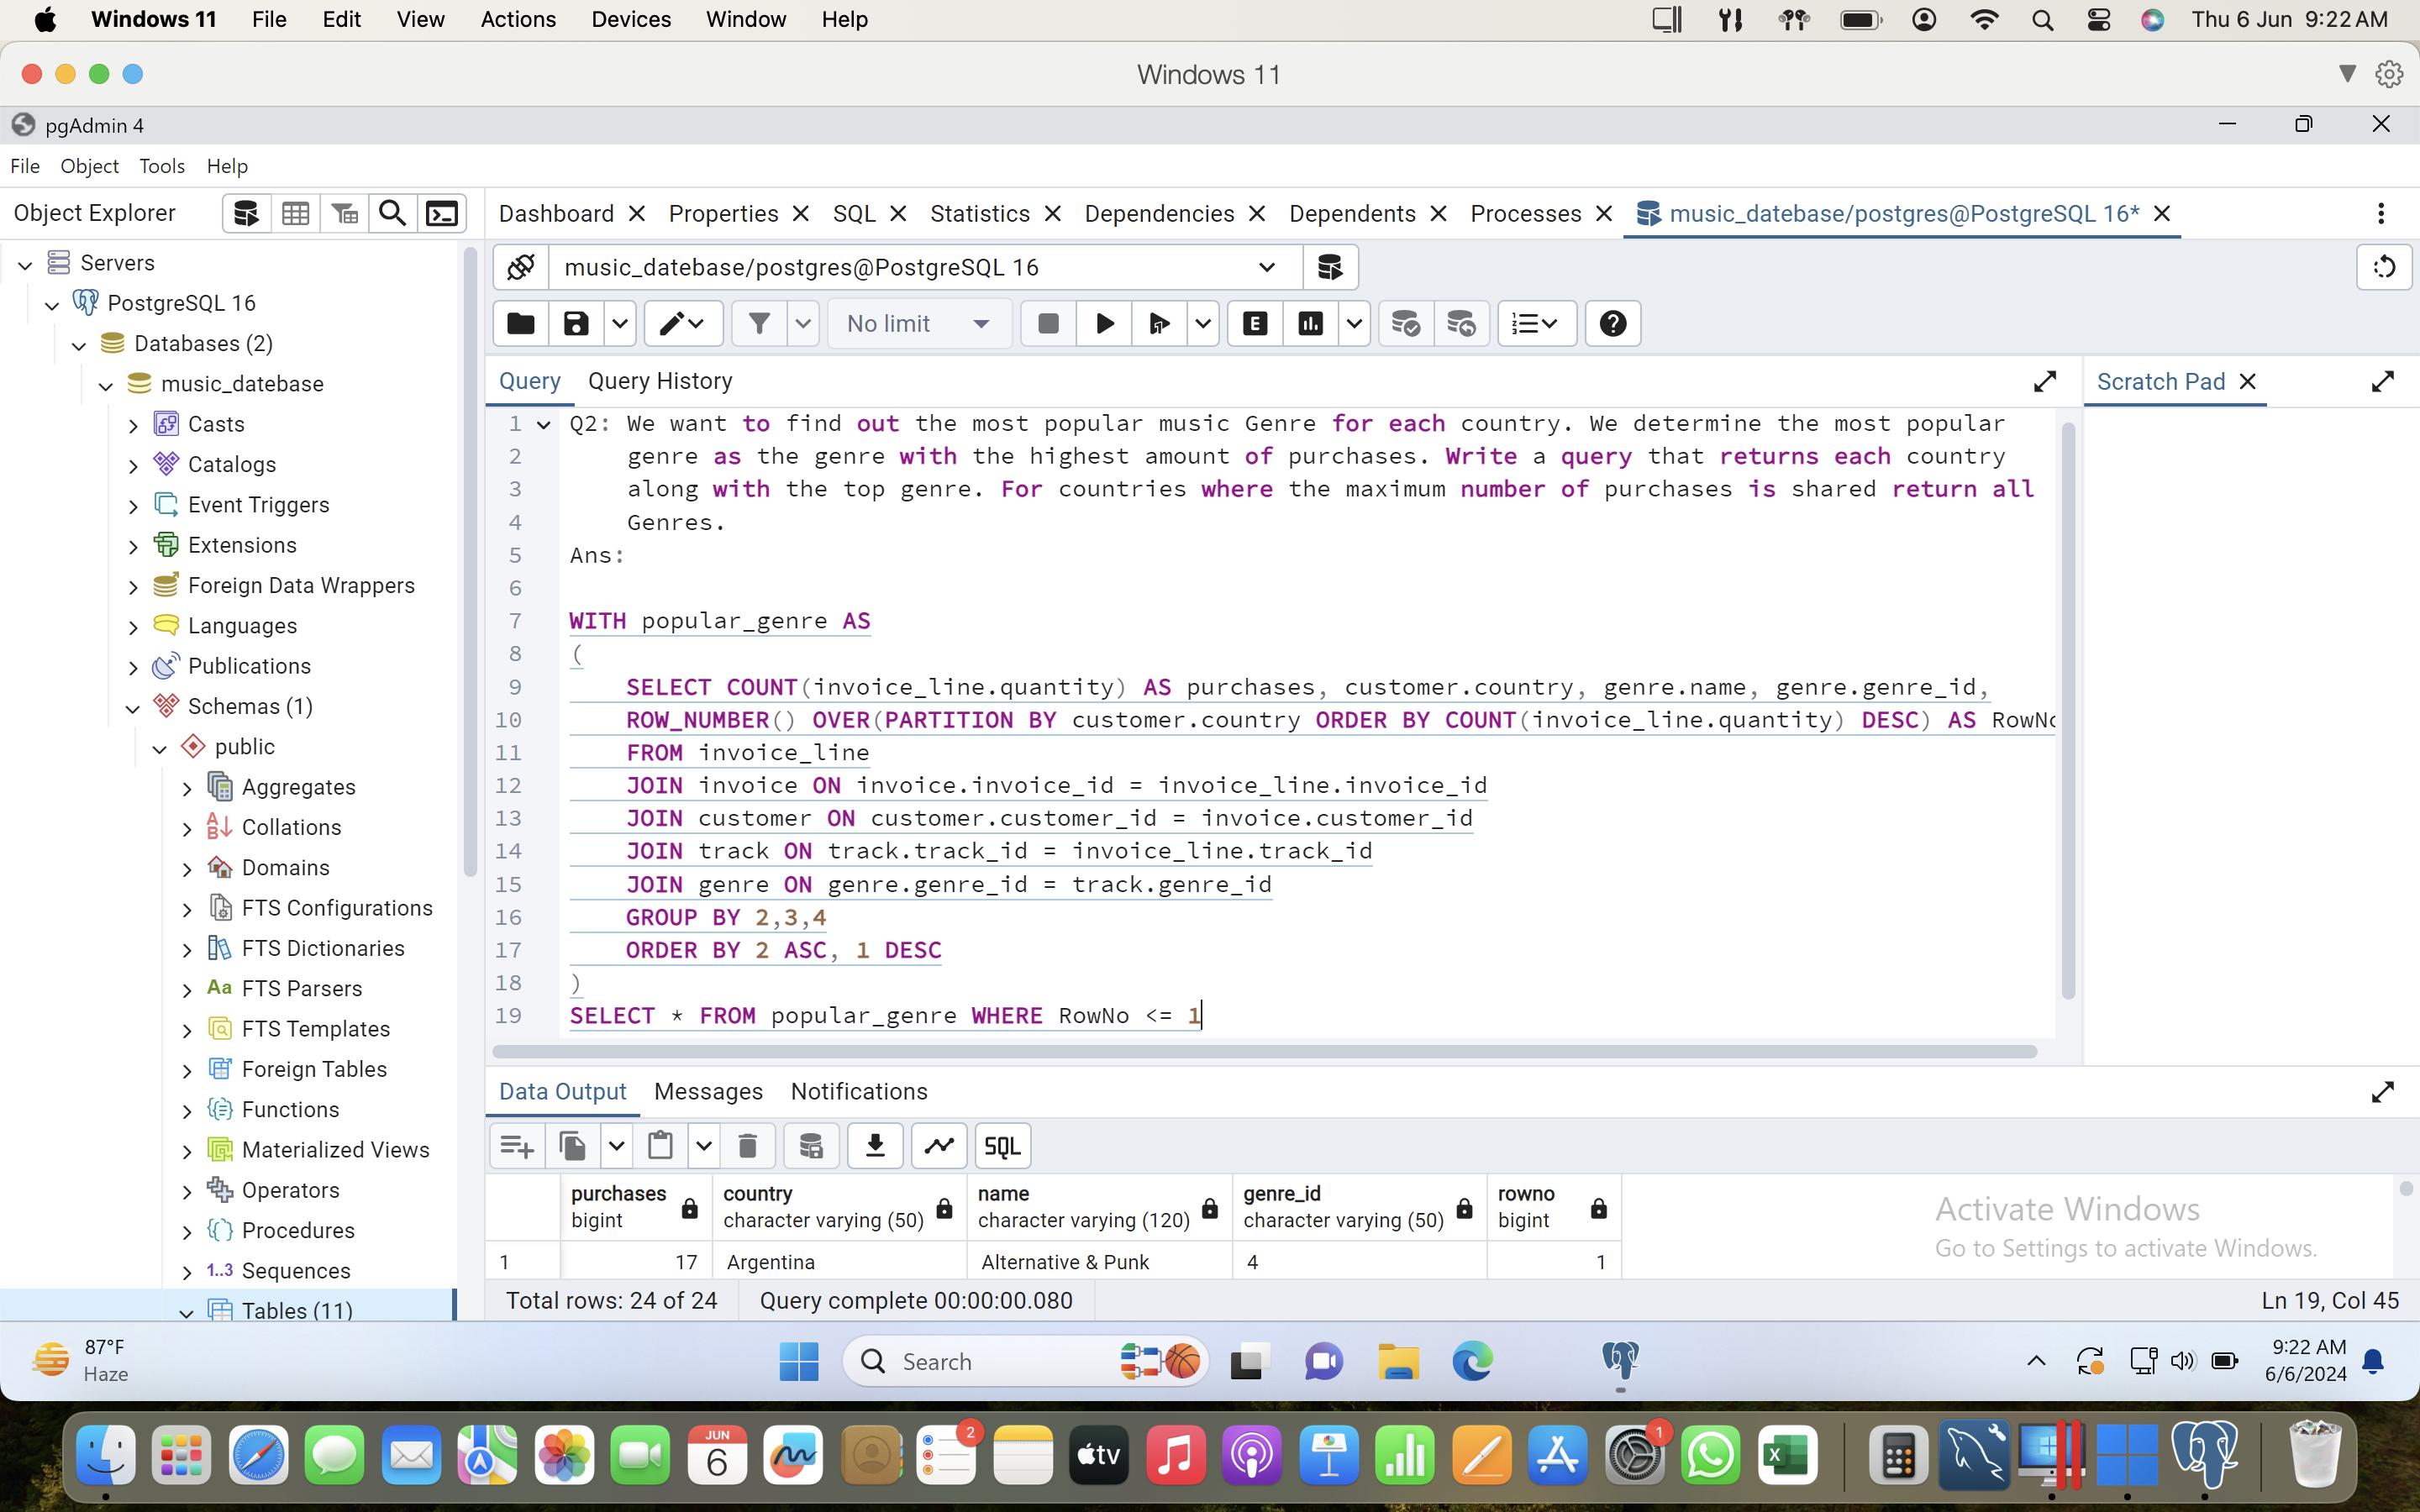 Windows 11 File Edit View Actions Devices Window Help Thu 6 Jun 9:22 AM
Windows 11
pgAdmin 4
File Object Tools Help
Object Explorer
Dashboard Properties SQL Statistics Dependencies Dependents Processes music_datebase/postgres@PostgreSQL 16*
Servers
PostgreSQL 16
Databases (2)
music_datebase
Casts
Catalogs
Event Triggers
Extensions
Foreign Data Wrappers
Languages
Publications
Schemas (1)
public
Aggregates
Collations
Domains
FTS Configurations
FTS Dictionaries
Aa FTS Parsers
FTS Templates
Foreign Tables
Functions
Materialized Views
Operators
Procedures
1..3 Sequences
Tables (11)
music_datebase/postgres@PostgreSQL 16
No limit
E
Query Query History
Scratch Pad
1 Q2: We want to find out the most popular music Genre for each country. We determine the most popular
2 genre as the genre with the highest amount of purchases. Write a query that returns each country
3 along with the top genre. For countries where the maximum number of purchases is shared return all
4 Genres.
5 Ans:
6
7 WITH popular_genre AS
8 (
9 SELECT COUNT(invoice_line.quantity) AS purchases, customer.country, genre.name, genre.genre_id,
10 ROW_NUMBER() OVER(PARTITION BY customer.country ORDER BY COUNT(invoice_line.quantity) DESC) AS RowNo
11 FROM invoice_line
12 JOIN invoice ON invoice.invoice_id = invoice_line.invoice_id
13 JOIN customer ON customer.customer_id = invoice.customer_id
14 JOIN track ON track.track_id = invoice_line.track_id
15 JOIN genre ON genre.genre_id = track.genre_id
16 GROUP BY 2,3,4
17 ORDER BY 2 ASC, 1 DESC
18 )
19 SELECT * FROM popular_genre WHERE RowNo <= 1
Data Output Messages Notifications
SQL
purchases country name genre_id rowno
bigint character varying (50) character varying (120) character varying (50) bigint
1 17 Argentina Alternative & Punk 4 1
Activate Windows
Go to Settings to activate Windows.
Total rows: 24 of 24 Query complete 00:00:00.080 Ln 19, Col 45
87°F
Haze
Search
9:22 AM
6/6/2024
JUN
6
2
tv
1
X